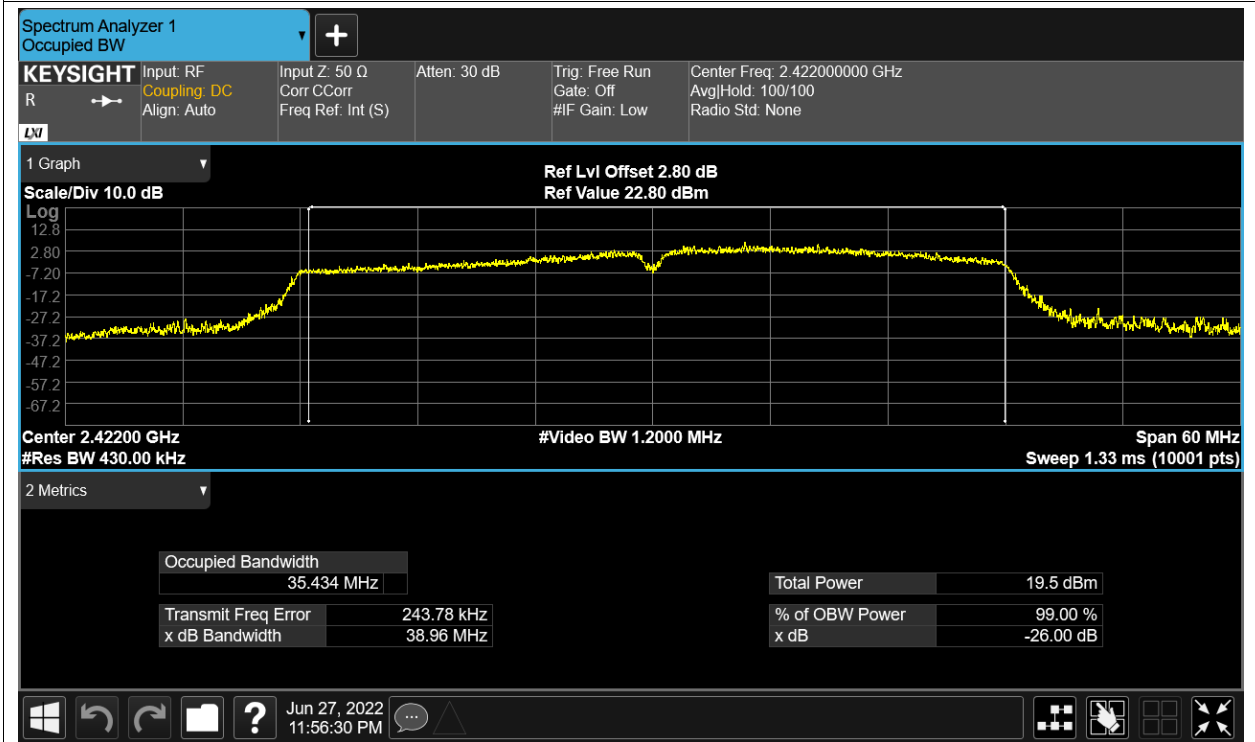 Spectrum Analyzer 1
Occupied BW
KEYSIGHT
R
LXI
Input: RF
Coupling: DC
Align: Auto
Input Z: 50 Ω
Corr CCorr
Freq Ref: Int (S)
Atten: 30 dB
Trig: Free Run
Gate: Off
#IF Gain: Low
Center Freq: 2.422000000 GHz
Avg|Hold: 100/100
Radio Std: None
1 Graph
Scale/Div 10.0 dB
Ref Lvl Offset 2.80 dB
Ref Value 22.80 dBm
Log
12.8
2.80
-7.20
-17.2
-27.2
-37.2
-47.2
-57.2
-67.2
Center 2.42200 GHz
#Video BW 1.2000 MHz
Span 60 MHz
#Res BW 430.00 kHz
Sweep 1.33 ms (10001 pts)
2 Metrics
Occupied Bandwidth
35.434 MHz
Total Power 19.5 dBm
Transmit Freq Error 243.78 kHz
% of OBW Power 99.00 %
x dB Bandwidth 38.96 MHz
x dB -26.00 dB
?
Jun 27, 2022
11:56:30 PM